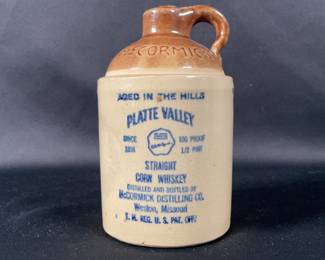 McCORMICK
AGED IN THE HILLS
PLATTE VALLEY
SINCE 100 PROOF
1856 1/2 PINT
STRAIGHT
CORN WHISKEY
DISTILLED AND BOTTLED BY
McCORMICK DISTILLING CO.
Weston, Missouri
T. M. REG. U. S. PAT. OFF.